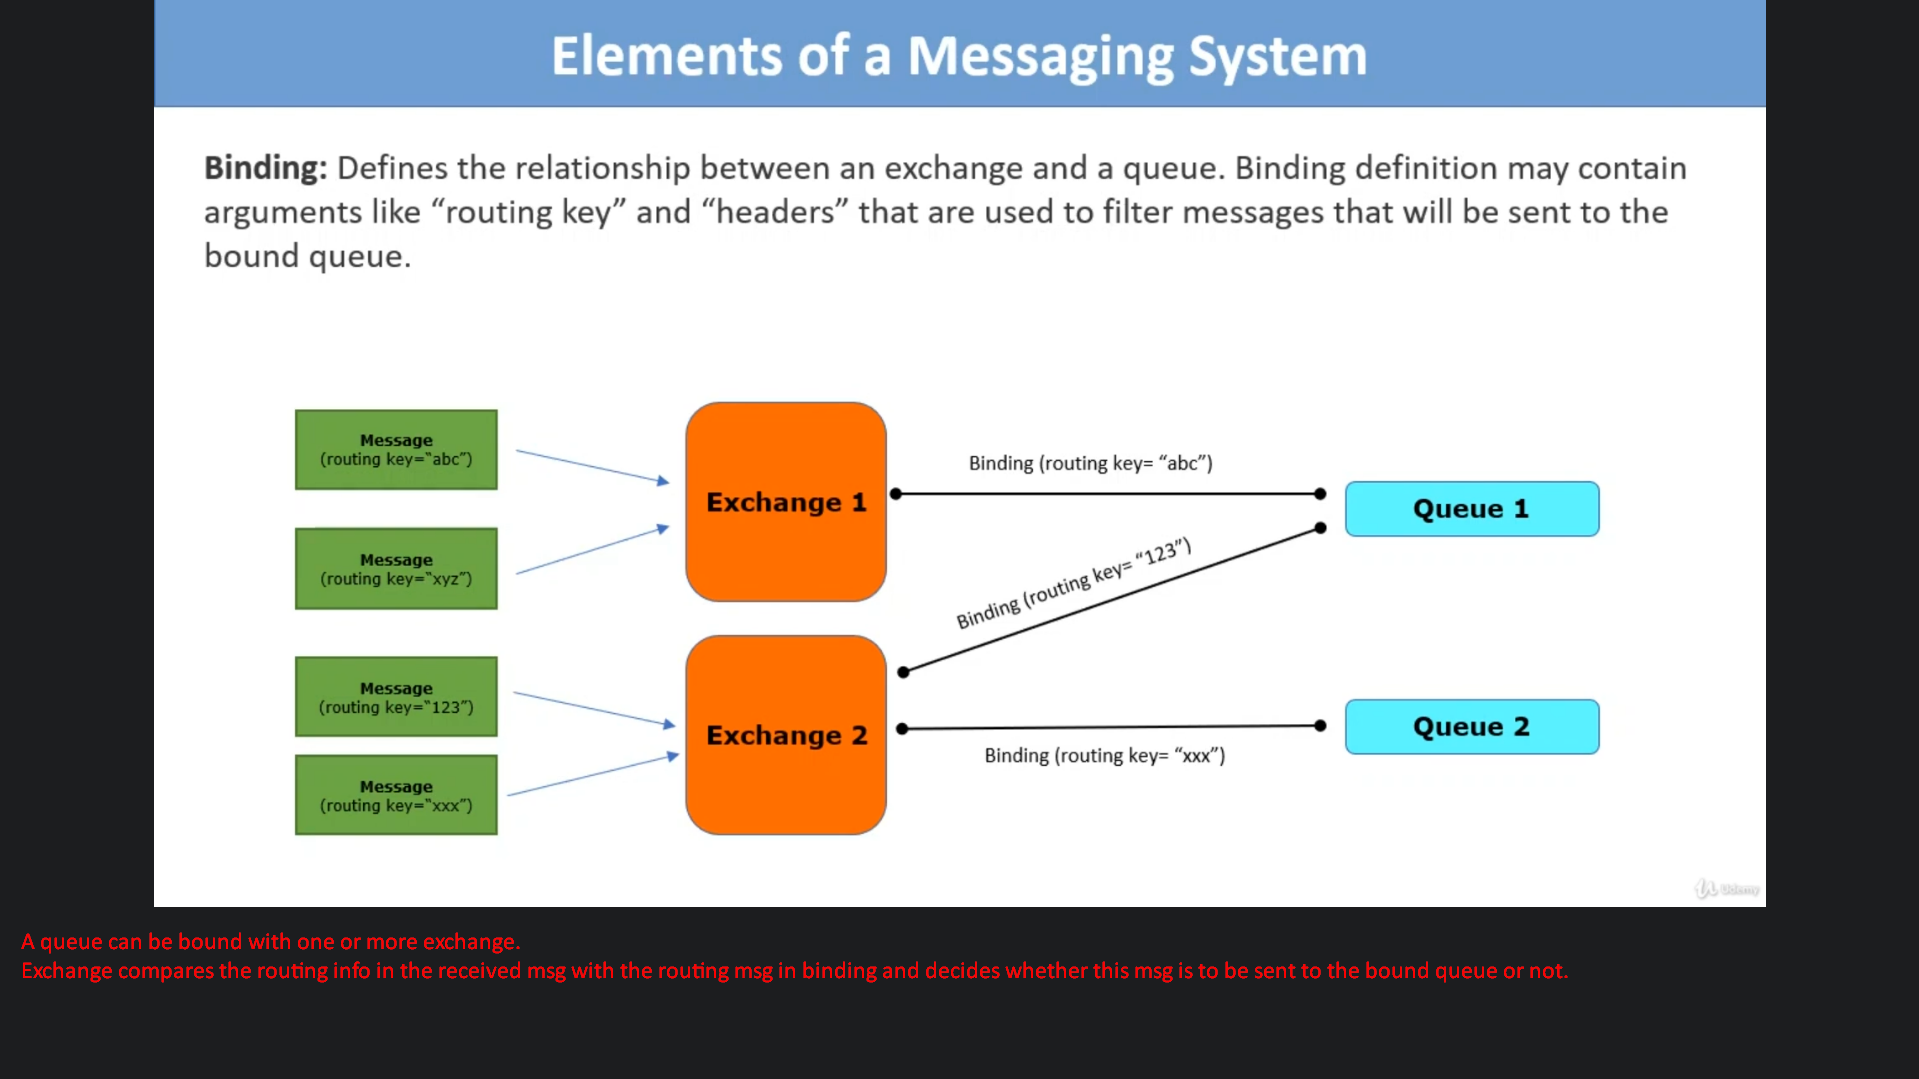 Elements of a Messaging System
Binding: Defines the relationship between an exchange and a queue. Binding definition may contain
arguments like “routing key” and “headers” that are used to filter messages that will be sent to the
bound queue.
Message
(routing key=“abc”)
Message
(routing key=“xyz”)
Message
(routing key=“123”)
Message
(routing key=“xxx”)
Exchange 1
Exchange 2
Binding (routing key= “abc”)
Binding (routing key= “123”)
Binding (routing key= “xxx”)
Queue 1
Queue 2
Udemy
A queue can be bound with one or more exchange.
Exchange compares the routing info in the received msg with the routing msg in binding and decides whether this msg is to be sent to the bound queue or not.